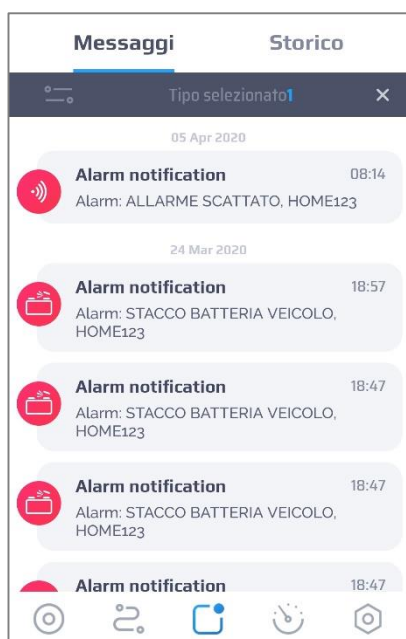 Messaggi Storico
Tipo selezionato1
05 Apr 2020
Alarm notification 08:14
Alarm: ALLARME SCATTATO, HOME123
24 Mar 2020
Alarm notification 18:57
Alarm: STACCO BATTERIA VEICOLO,
HOME123
Alarm notification 18:47
Alarm: STACCO BATTERIA VEICOLO,
HOME123
Alarm notification 18:47
Alarm: STACCO BATTERIA VEICOLO,
HOME123
Alarm notification 18:47